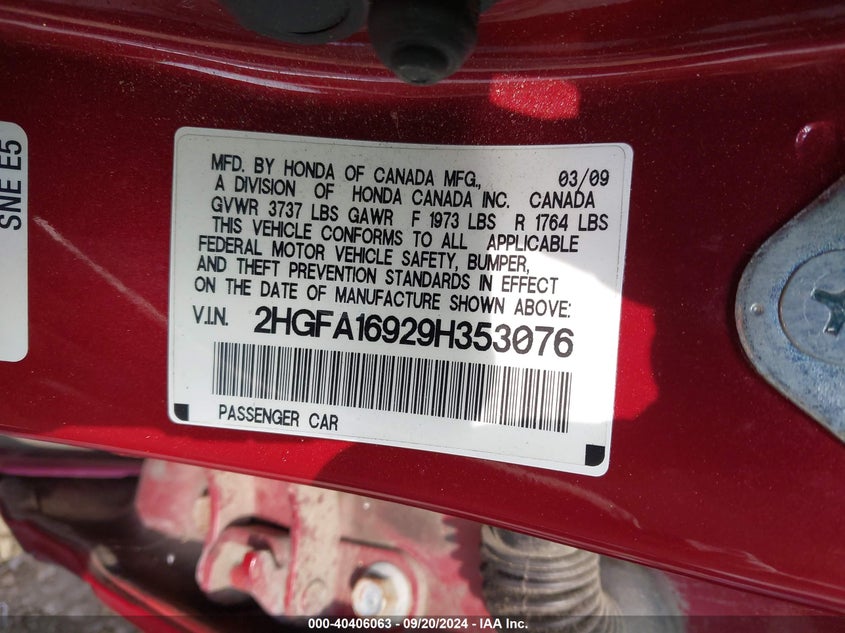 SNE E5
MFD. BY HONDA OF CANADA MFG., 03/09
A DIVISION OF HONDA CANADA INC. CANADA
GVWR 3737 LBS GAWR F 1973 LBS R 1764 LBS
THIS VEHICLE CONFORMS TO ALL APPLICABLE
FEDERAL MOTOR VEHICLE SAFETY, BUMPER,
AND THEFT PREVENTION STANDARDS IN EFFECT
ON THE DATE OF MANUFACTURE SHOWN ABOVE:
V.I.N. 2HGFA16929H353076
PASSENGER CAR
000-40406063 - 09/20/2024 - IAA Inc.